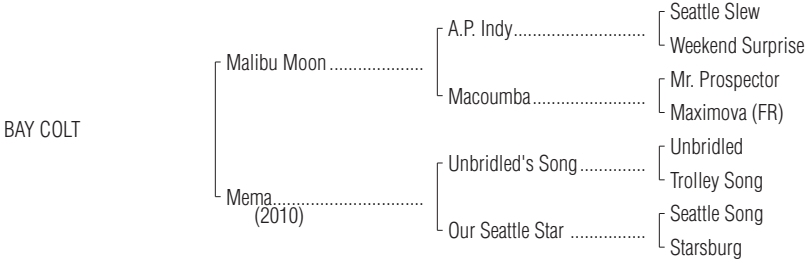 Seattle Slew
A.P. Indy..............................
Weekend Surprise
Malibu Moon .....................
Mr. Prospector
Macoumba..........................
Maximova (FR)
BAY COLT
Unbridled
Unbridled's Song...............
Trolley Song
Mema..................................
(2010)
Seattle Song
Our Seattle Star .................
Starsburg